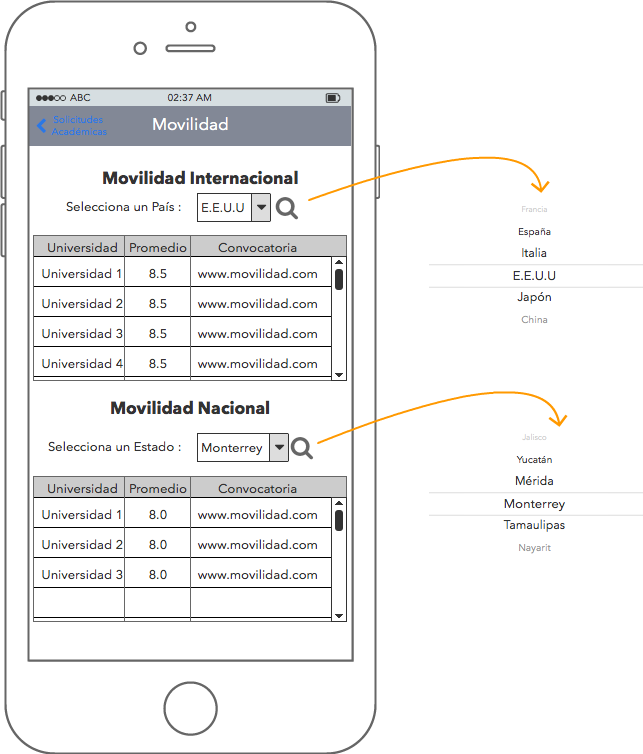 ABC 02:37 AM
Solicitudes
Académicas
Movilidad
Movilidad Internacional
Selecciona un País : E.E.U.U
Universidad Promedio Convocatoria
Universidad 1 8.5 www.movilidad.com
Universidad 2 8.5 www.movilidad.com
Universidad 3 8.5 www.movilidad.com
Universidad 4 8.5 www.movilidad.com
Movilidad Nacional
Selecciona un Estado : Monterrey
Universidad Promedio Convocatoria
Universidad 1 8.0 www.movilidad.com
Universidad 2 8.0 www.movilidad.com
Universidad 3 8.0 www.movilidad.com
Francia
España
Italia
E.E.U.U
Japón
China
Jalisco
Yucatán
Mérida
Monterrey
Tamaulipas
Nayarit